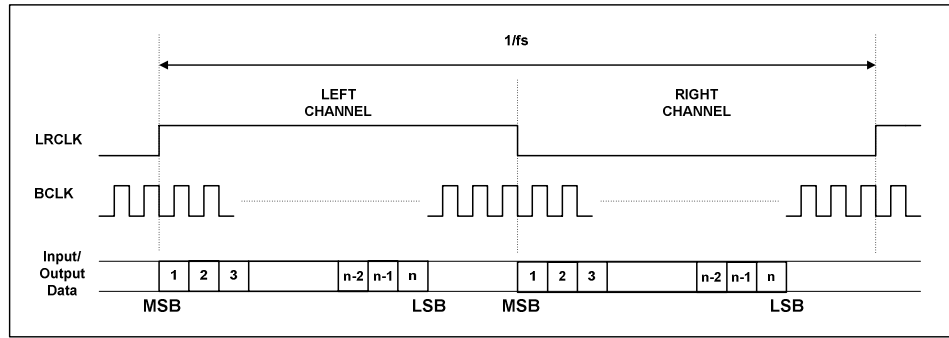 1/fs
LEFT
CHANNEL
RIGHT
CHANNEL
LRCLK
BCLK
Input/
Output
Data
1 2 3 n-2 n-1 n 1 2 3 n-2 n-1 n
MSB LSB MSB LSB